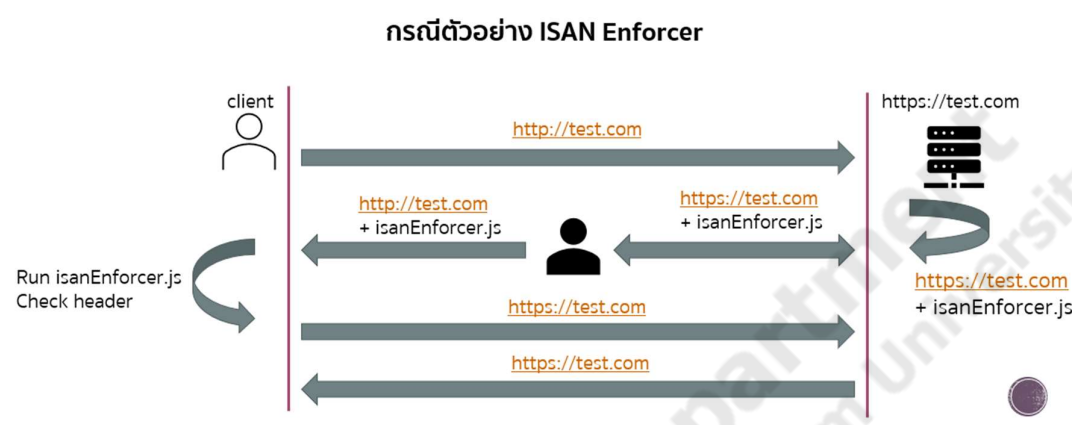 กรณีตัวอย่าง ISAN Enforcer
client
https://test.com
http://test.com
http://test.com
+ isanEnforcer.js
https://test.com
+ isanEnforcer.js
Run isanEnforcer.js
Check header
https://test.com
+ isanEnforcer.js
https://test.com
https://test.com